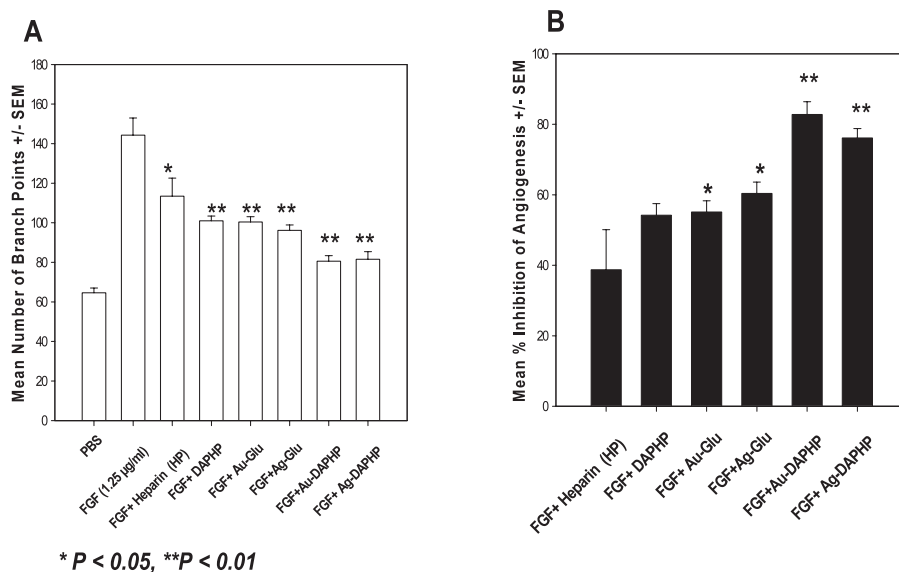 A
Mean Number of Branch Points +/- SEM
180
160
140
120
100
80
60
40
20
0
*
**
**
**
**
**
PBS
FGF (1.25 µg/ml)
FGF+ Heparin (HP)
FGF+ DAPHP
FGF+ Au-Glu
FGF+Ag-Glu
FGF+Au-DAPHP
FGF+ Ag-DAPHP
* P < 0.05, **P < 0.01
B
Mean % Inhibition of Angiogenesis +/- SEM
100
80
60
40
20
0
*
*
**
**
FGF+ Heparin (HP)
FGF+ DAPHP
FGF+ Au-Glu
FGF+Ag-Glu
FGF+Au-DAPHP
FGF+ Ag-DAPHP